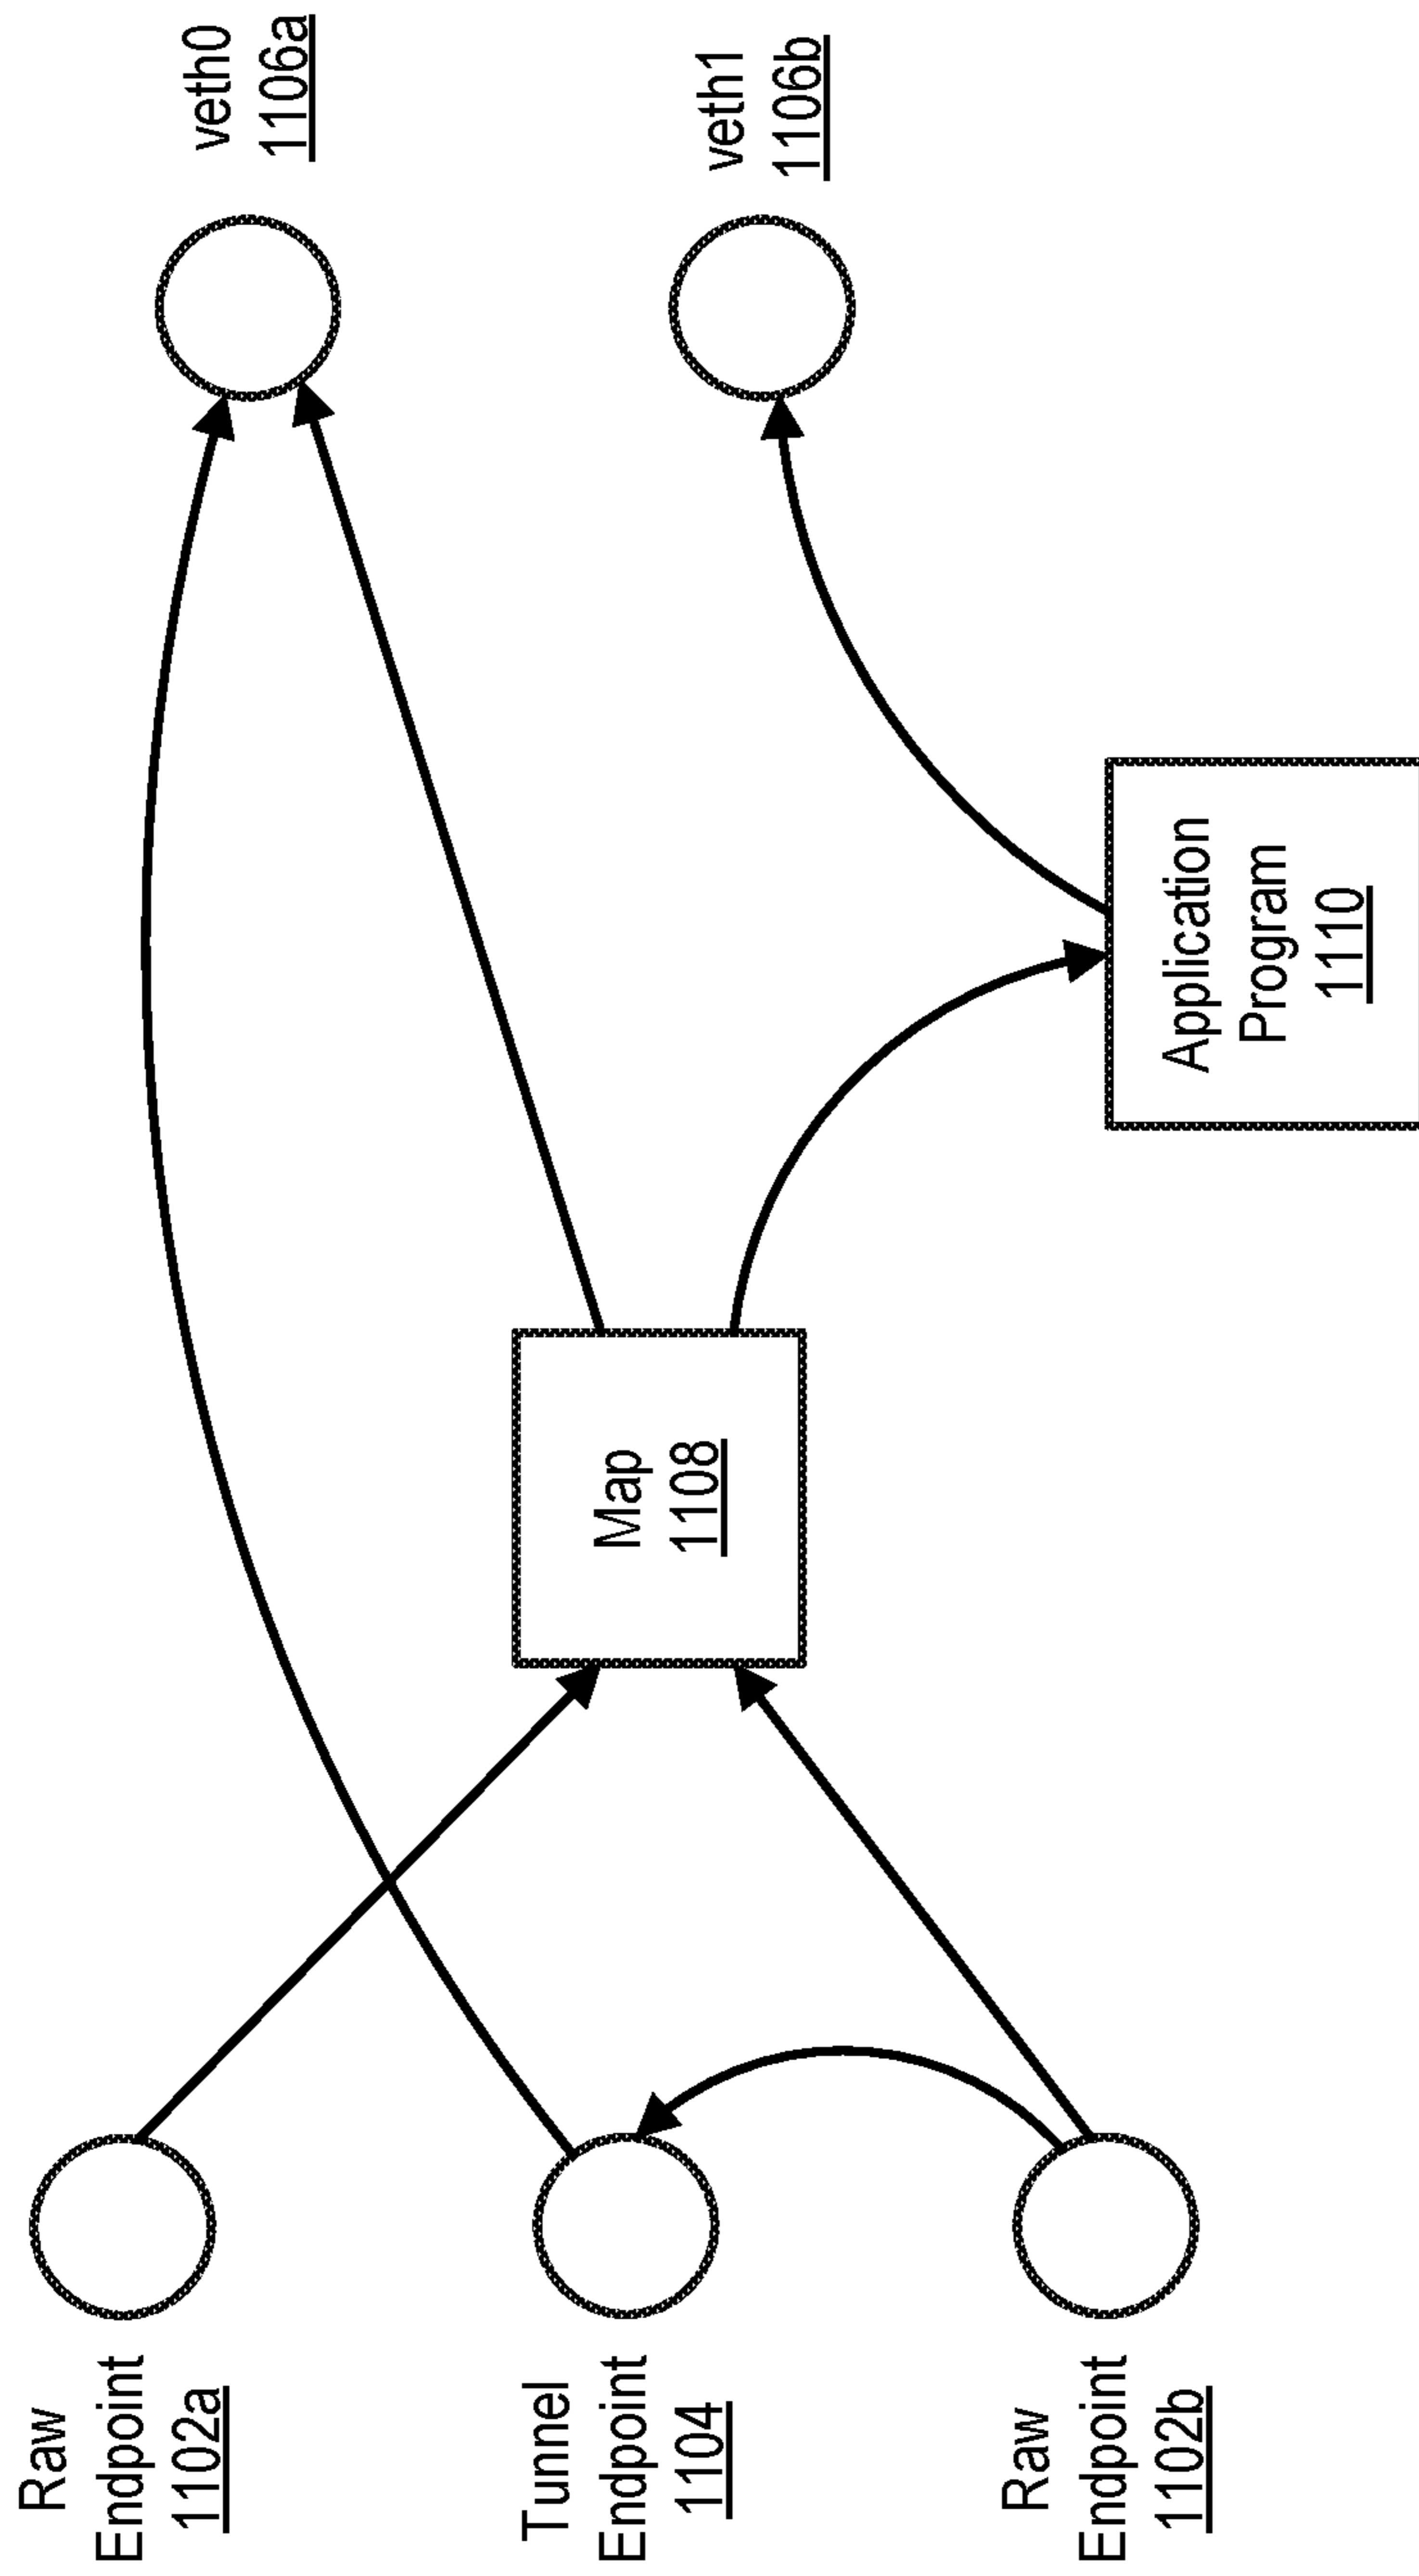 Raw
Endpoint
1102a
Tunnel
Endpoint
1104
Raw
Endpoint
1102b
Map
1108
Application
Program
1110
veth0
1106a
veth1
1106b